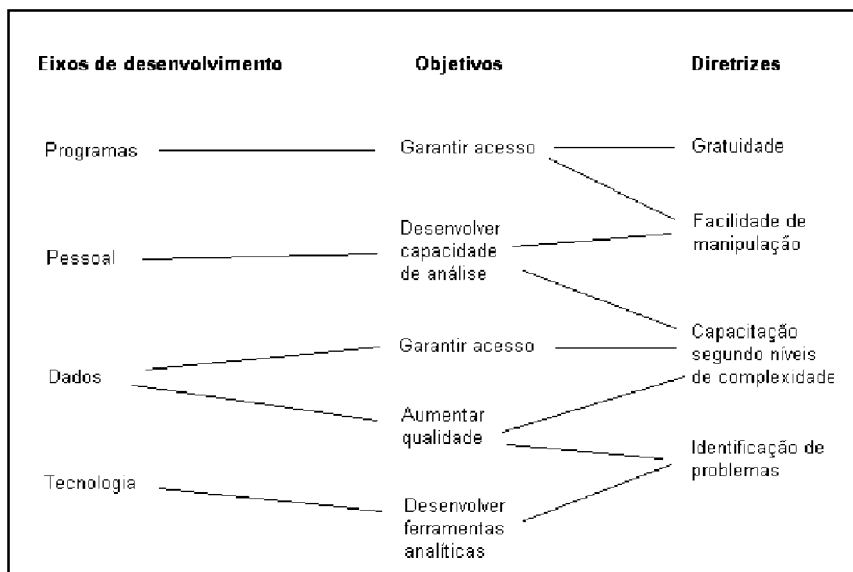 Eixos de desenvolvimento
Objetivos
Diretrizes
Programas
Garantir acesso
Gratuidade
Pessoal
Desenvolver
capacidade
de análise
Facilidade de
manipulação
Dados
Garantir acesso
Aumentar
qualidade
Capacitação
segundo níveis
de complexidade
Tecnologia
Desenvolver
ferramentas
analíticas
Identificação de
problemas